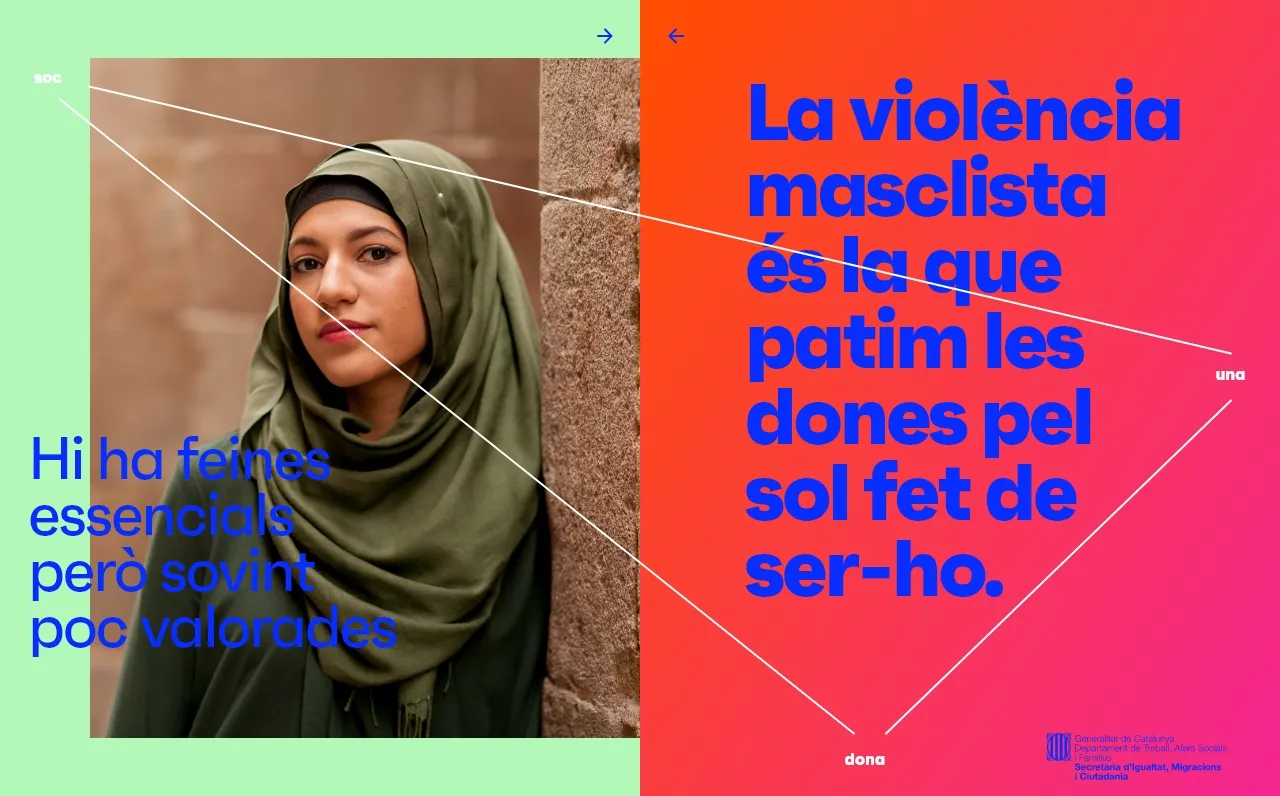 soc
Hi ha feines
essencials
però sovint
poc valorades
La violència
masclista
és la que
patim les
dones pel
sol fet de
ser-ho.
una
dona
Generalitat de Catalunya
Departament de Treball, Afers Socials
i Famílies
Secretaria d'Igualtat, Migracions
i Ciutadania